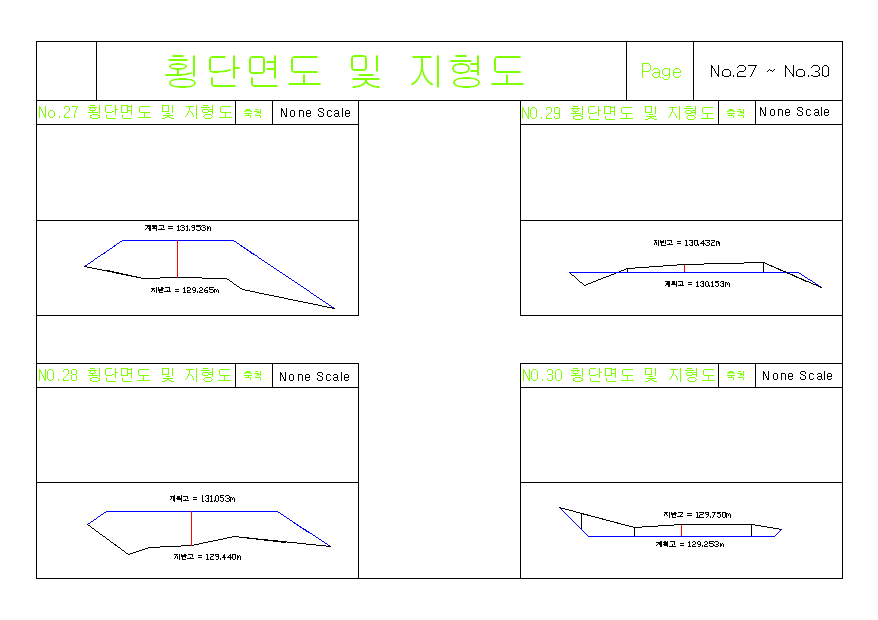 횡단면도 및 지형도 Page No.27 ~ No.30
No.27 횡단면도 및 지형도 축척 None Scale
계획고 = 131.953m
지반고 = 129.265m
NO.29 횡단면도 및 지형도 축척 None Scale
지반고 = 130.432m
계획고 = 130.153m
NO.28 횡단면도 및 지형도 축척 None Scale
계획고 = 131.053m
지반고 = 129.440m
NO.30 횡단면도 및 지형도 축척 None Scale
지반고 = 129.750m
계획고 = 129.253m